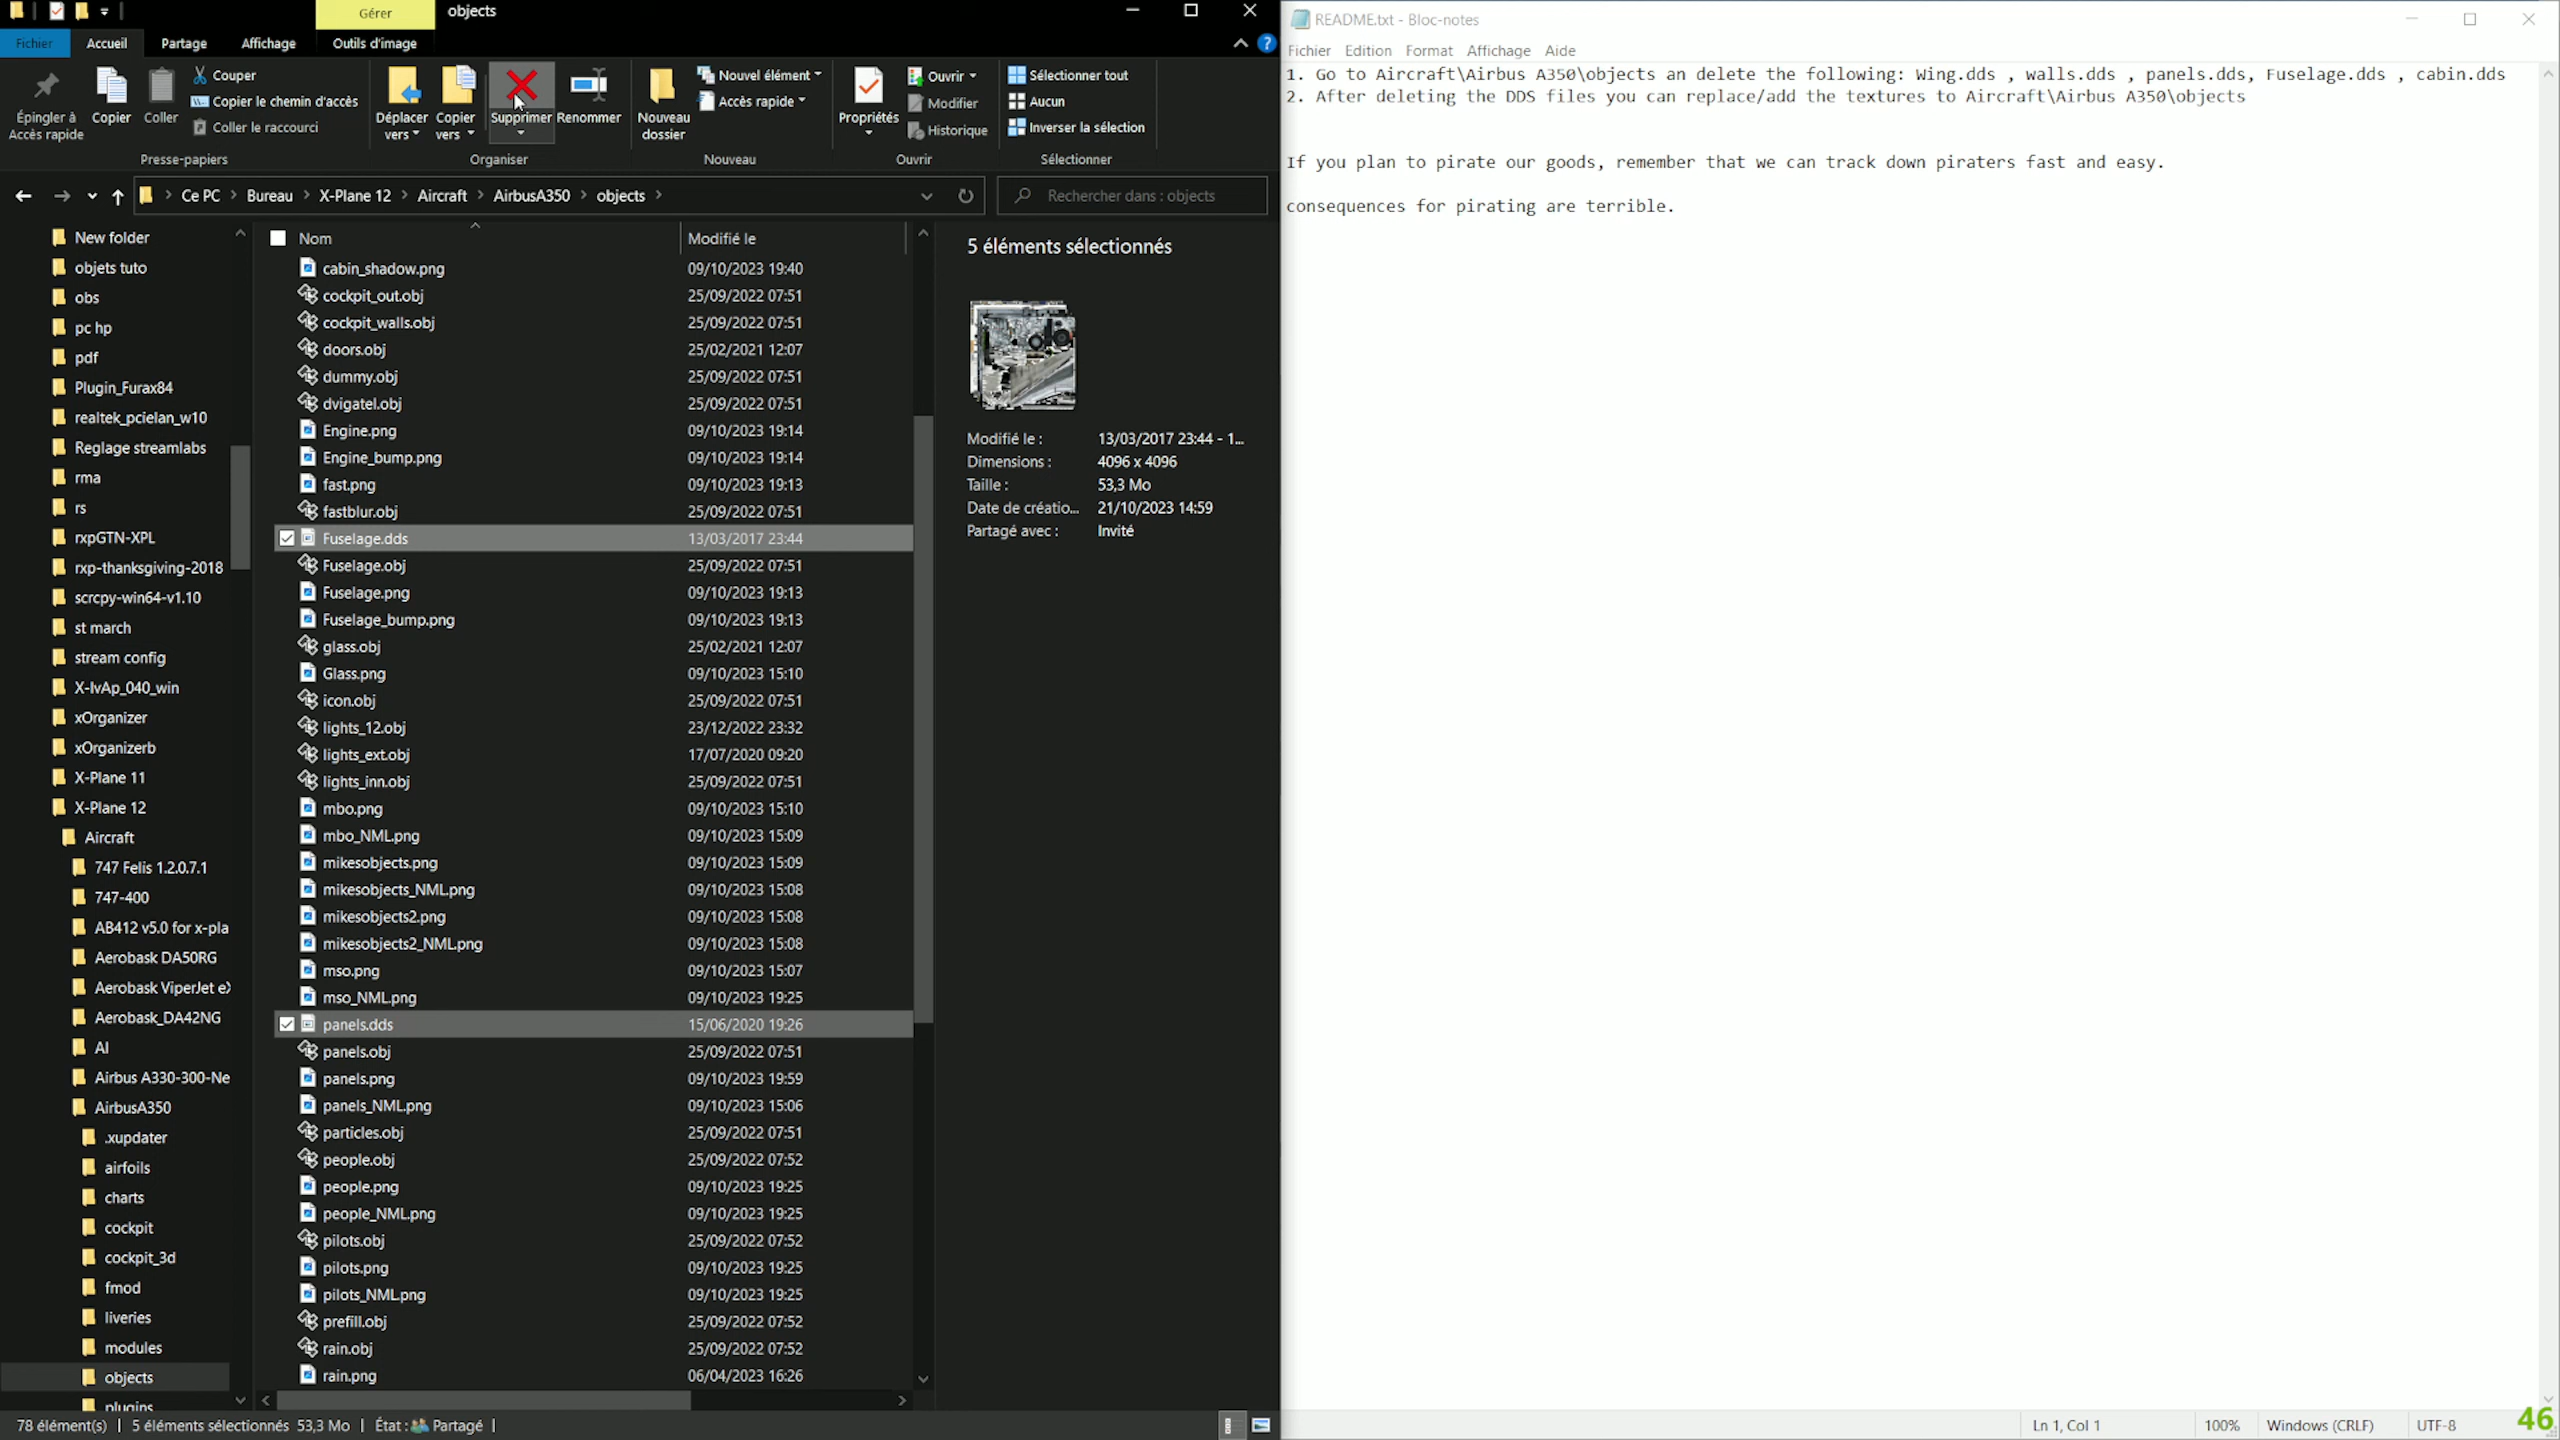 Gérer
objects
Fichier
Accueil
Partage
Affichage
Outils d'image
Épingler à
Accès rapide
Copier
Coller
Couper
Copier le chemin d'accès
Coller le raccourci
Déplacer
vers
Copier
vers
Supprimer
Renommer
Nouveau
dossier
Nouvel élément
Accès rapide
Propriétés
Ouvrir
Modifier
Historique
Sélectionner tout
Aucun
Inverser la sélection
Presse-papiers
Organiser
Nouveau
Ouvrir
Sélectionner
Ce PC > Bureau > X-Plane 12 > Aircraft > AirbusA350 > objects >
Rechercher dans : objects
New folder
objets tuto
obs
pc hp
pdf
Plugin_Furax84
realtek_pcielan_w10
Reglage streamlabs
rma
rs
rxpGTN-XPL
rxp-thanksgiving-2018
scrcpy-win64-v1.10
st march
stream config
X-IvAp_040_win
xOrganizer
xOrganizerb
X-Plane 11
X-Plane 12
Aircraft
747 Felis 1.2.0.7.1
747-400
AB412 v5.0 for x-pla
Aerobask DA50RG
Aerobask ViperJet eX
Aerobask_DA42NG
AI
Airbus A330-300-Ne
AirbusA350
.xupdater
airfoils
charts
cockpit
cockpit_3d
fmod
liveries
modules
objects
plugins
Nom Modifié le
cabin_shadow.png 09/10/2023 19:40
cockpit_out.obj 25/09/2022 07:51
cockpit_walls.obj 25/09/2022 07:51
doors.obj 25/02/2021 12:07
dummy.obj 25/09/2022 07:51
dvigatel.obj 25/09/2022 07:51
Engine.png 09/10/2023 19:14
Engine_bump.png 09/10/2023 19:14
fast.png 09/10/2023 19:13
fastblur.obj 25/09/2022 07:51
Fuselage.dds 13/03/2017 23:44
Fuselage.obj 25/09/2022 07:51
Fuselage.png 09/10/2023 19:13
Fuselage_bump.png 09/10/2023 19:13
glass.obj 25/02/2021 12:07
Glass.png 09/10/2023 15:10
icon.obj 25/09/2022 07:51
lights_12.obj 23/12/2022 23:32
lights_ext.obj 17/07/2020 09:20
lights_inn.obj 25/09/2022 07:51
mbo.png 09/10/2023 15:10
mbo_NML.png 09/10/2023 15:09
mikesobjects.png 09/10/2023 15:09
mikesobjects_NML.png 09/10/2023 15:08
mikesobjects2.png 09/10/2023 15:08
mikesobjects2_NML.png 09/10/2023 15:08
mso.png 09/10/2023 15:07
mso_NML.png 09/10/2023 19:25
panels.dds 15/06/2020 19:26
panels.obj 25/09/2022 07:51
panels.png 09/10/2023 19:59
panels_NML.png 09/10/2023 15:06
particles.obj 25/09/2022 07:51
people.obj 25/09/2022 07:52
people.png 09/10/2023 19:25
people_NML.png 09/10/2023 19:25
pilots.obj 25/09/2022 07:52
pilots.png 09/10/2023 19:25
pilots_NML.png 09/10/2023 19:25
prefill.obj 25/09/2022 07:52
rain.obj 25/09/2022 07:52
rain.png 06/04/2023 16:26
5 éléments sélectionnés
Modifié le : 13/03/2017 23:44 - 1...
Dimensions : 4096 x 4096
Taille : 53,3 Mo
Date de créatio... 21/10/2023 14:59
Partagé avec : Invité
78 élément(s) 5 éléments sélectionnés 53,3 Mo État : Partagé
README.txt - Bloc-notes
Fichier Edition Format Affichage Aide
1. Go to Aircraft\Airbus A350\objects an delete the following: Wing.dds , walls.dds , panels.dds, Fuselage.dds , cabin.dds
2. After deleting the DDS files you can replace/add the textures to Aircraft\Airbus A350\objects
If you plan to pirate our goods, remember that we can track down piraters fast and easy.
consequences for pirating are terrible.
Ln 1, Col 1 100% Windows (CRLF) UTF-8
46